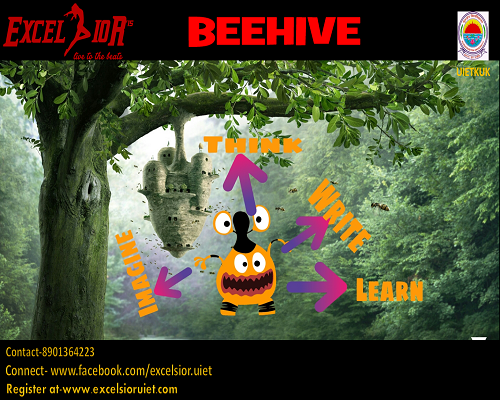 EXCELSIOR'15
live to the beats
BEEHIVE
UIETKUK
THINK
WRITE
IMAGINE
LEARN
Contact-8901364223
Connect- www.facebook.com/excelsior.uiet
Register at-www.excelsioruiet.com